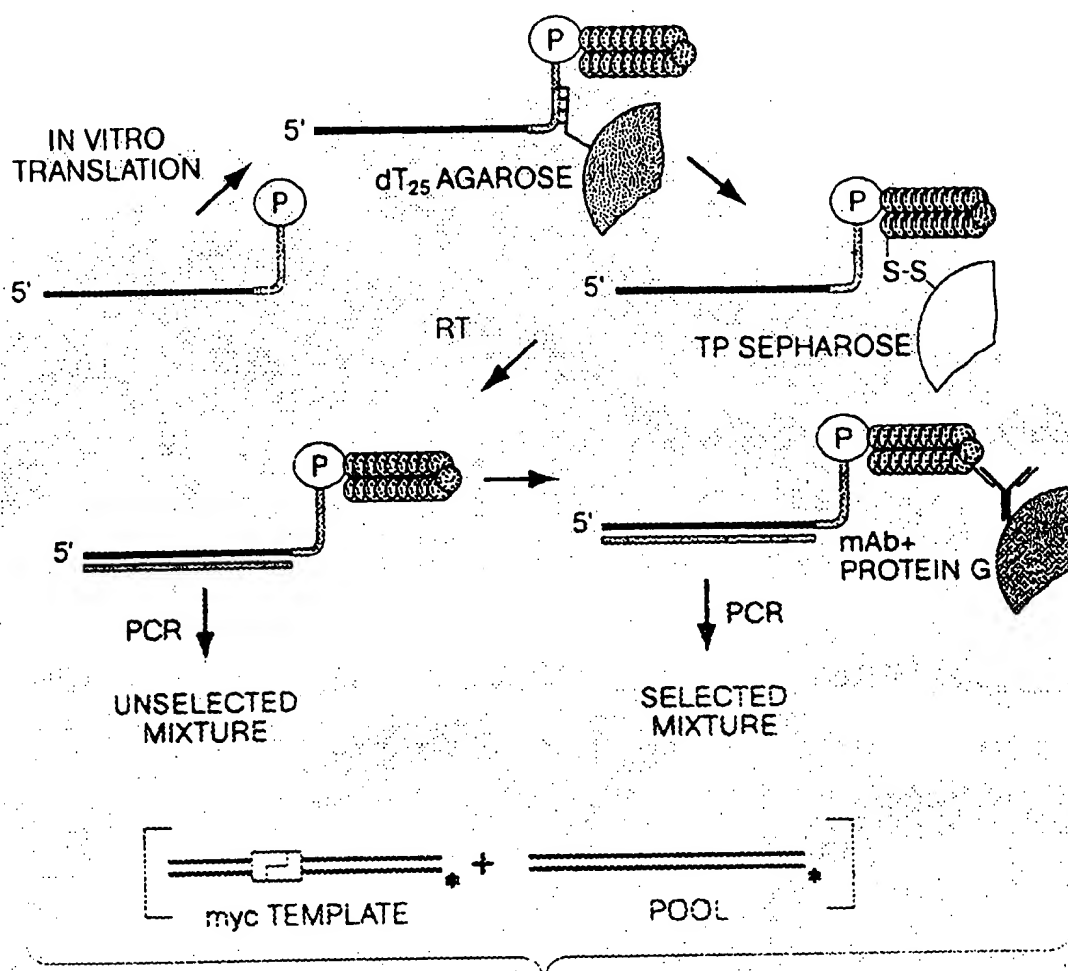 P
IN VITRO
TRANSLATION
5'
dT₂₅ AGAROSE
P
P
5'
S-S
5'
RT
TP SEPHAROSE
P
P
5'
5'
mAb+
PROTEIN G
PCR
PCR
UNSELECTED
MIXTURE
SELECTED
MIXTURE
* + *
myc TEMPLATE
POOL